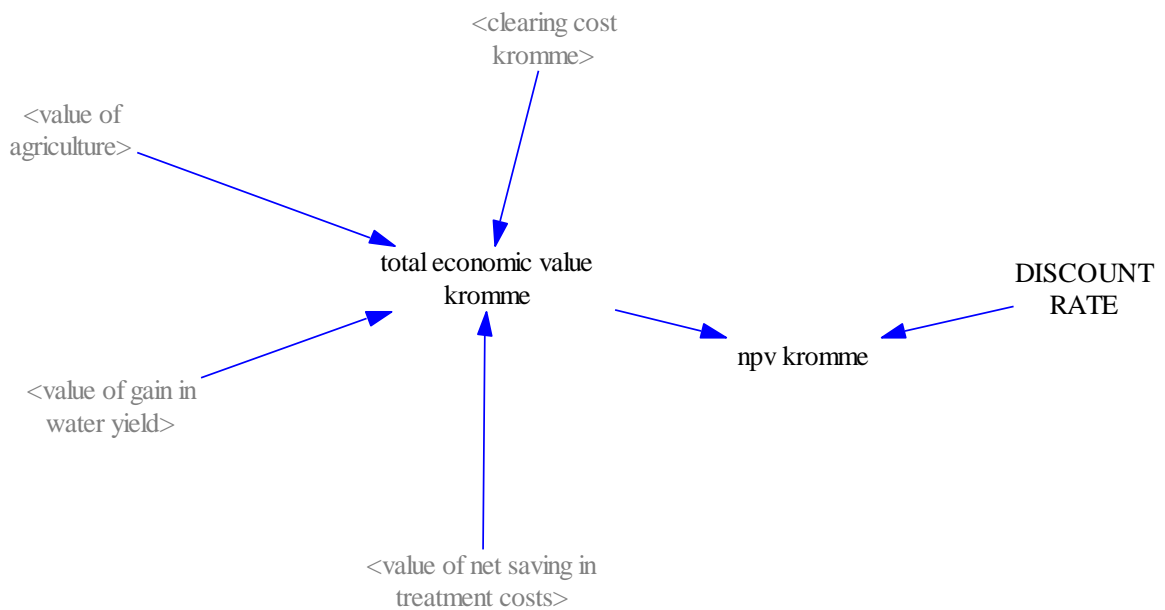 <clearing cost
kromme>
<value of
agriculture>
total economic value
kromme
DISCOUNT
RATE
npv kromme
<value of gain in
water yield>
<value of net saving in
treatment costs>